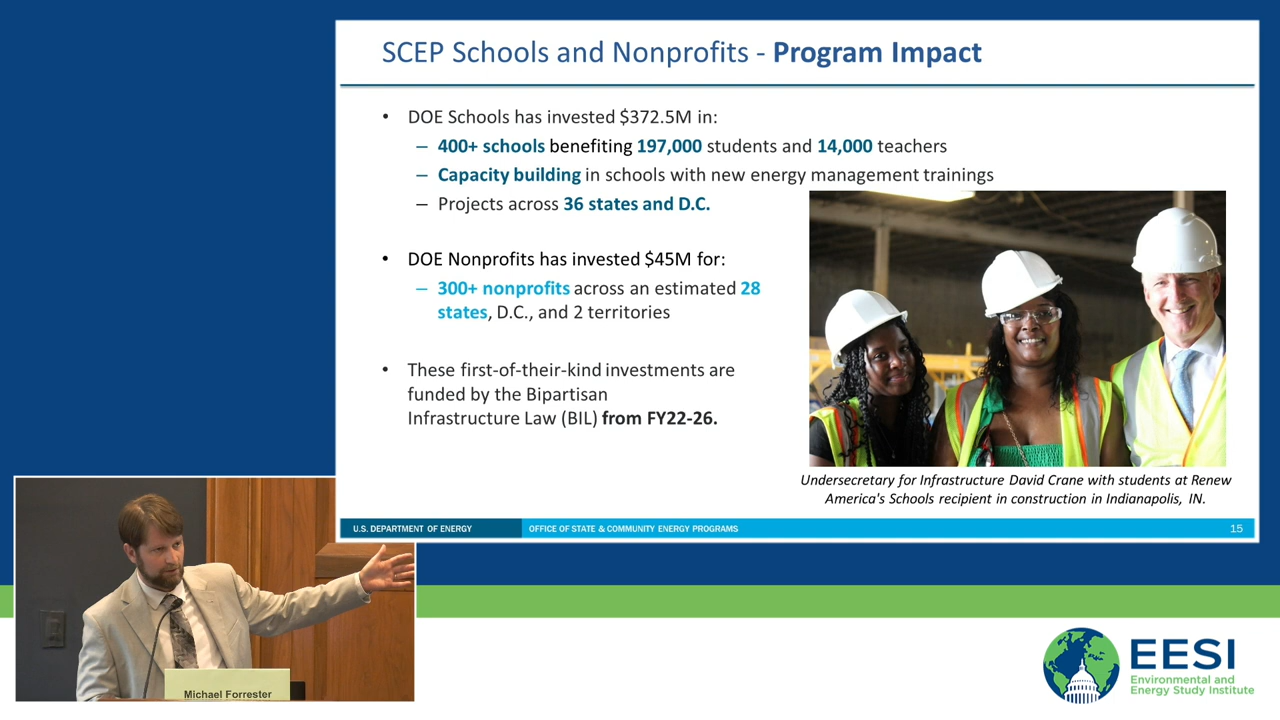 SCEP Schools and Nonprofits - Program Impact
• DOE Schools has invested $372.5M in:
– 400+ schools benefiting 197,000 students and 14,000 teachers
– Capacity building in schools with new energy management trainings
– Projects across 36 states and D.C.
• DOE Nonprofits has invested $45M for:
– 300+ nonprofits across an estimated 28
states, D.C., and 2 territories
• These first-of-their-kind investments are
funded by the Bipartisan
Infrastructure Law (BIL) from FY22-26.
Undersecretary for Infrastructure David Crane with students at Renew
America's Schools recipient in construction in Indianapolis, IN.
U.S. DEPARTMENT OF ENERGY
OFFICE OF STATE & COMMUNITY ENERGY PROGRAMS
15
Michael Forrester
EESI
Environmental and
Energy Study Institute